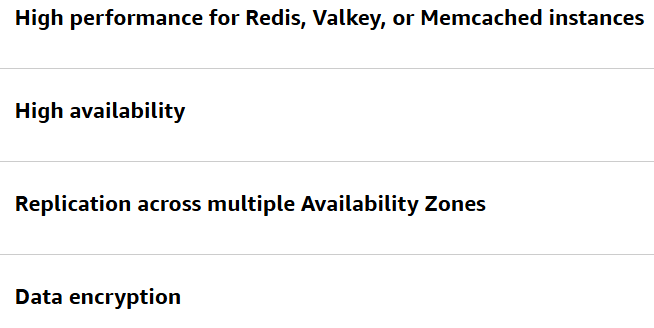 High performance for Redis, Valkey, or Memcached instances
High availability
Replication across multiple Availability Zones
Data encryption